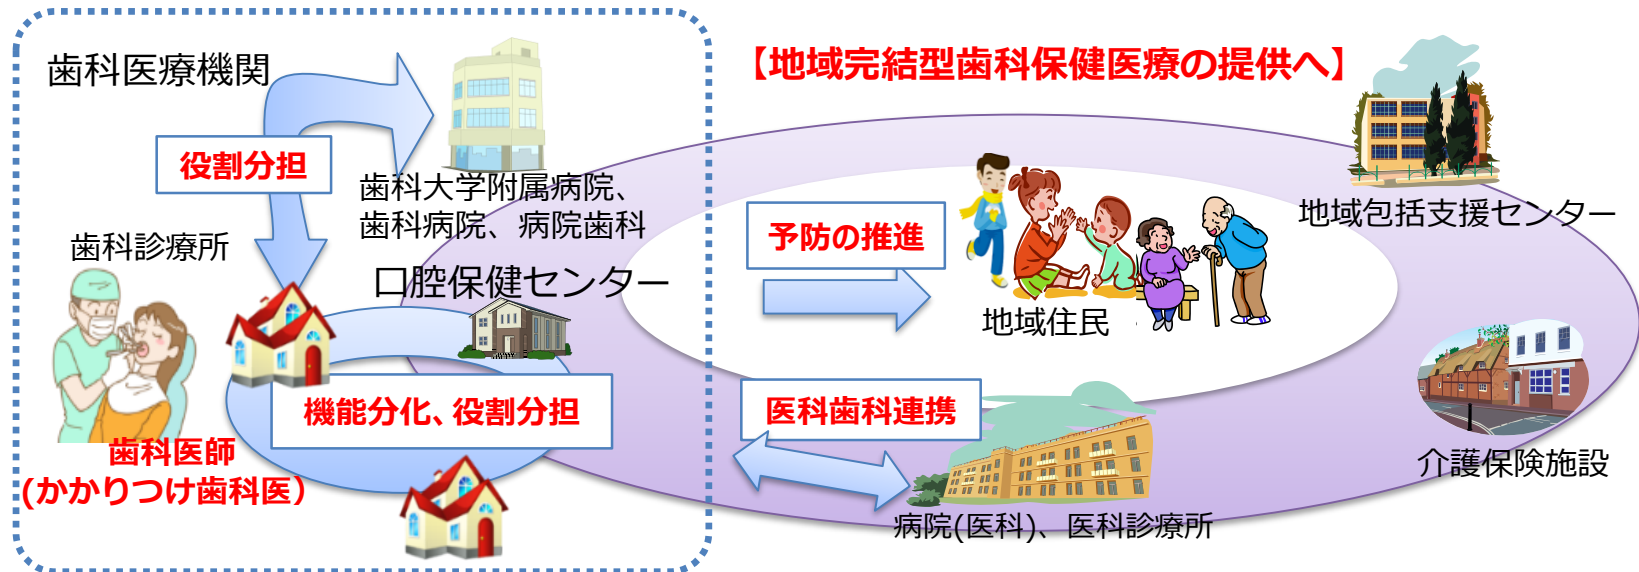 歯科医療機関
【地域完結型歯科保健医療の提供へ】
役割分担
歯科大学附属病院、
歯科病院、病院歯科
歯科診療所
口腔保健センター
予防の推進
地域包括支援センター
地域住民
機能分化、役割分担
医科歯科連携
歯科医師
(かかりつけ歯科医）
介護保険施設
病院(医科)、医科診療所